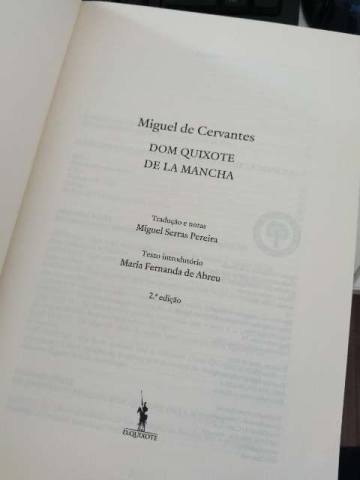 Miguel de Cervantes
DOM QUIXOTE
DE LA MANCHA
Tradução e notas
Miguel Serras Pereira
Texto introdutório
Maria Fernanda de Abreu
2.ª edição
D.QUIXOTE